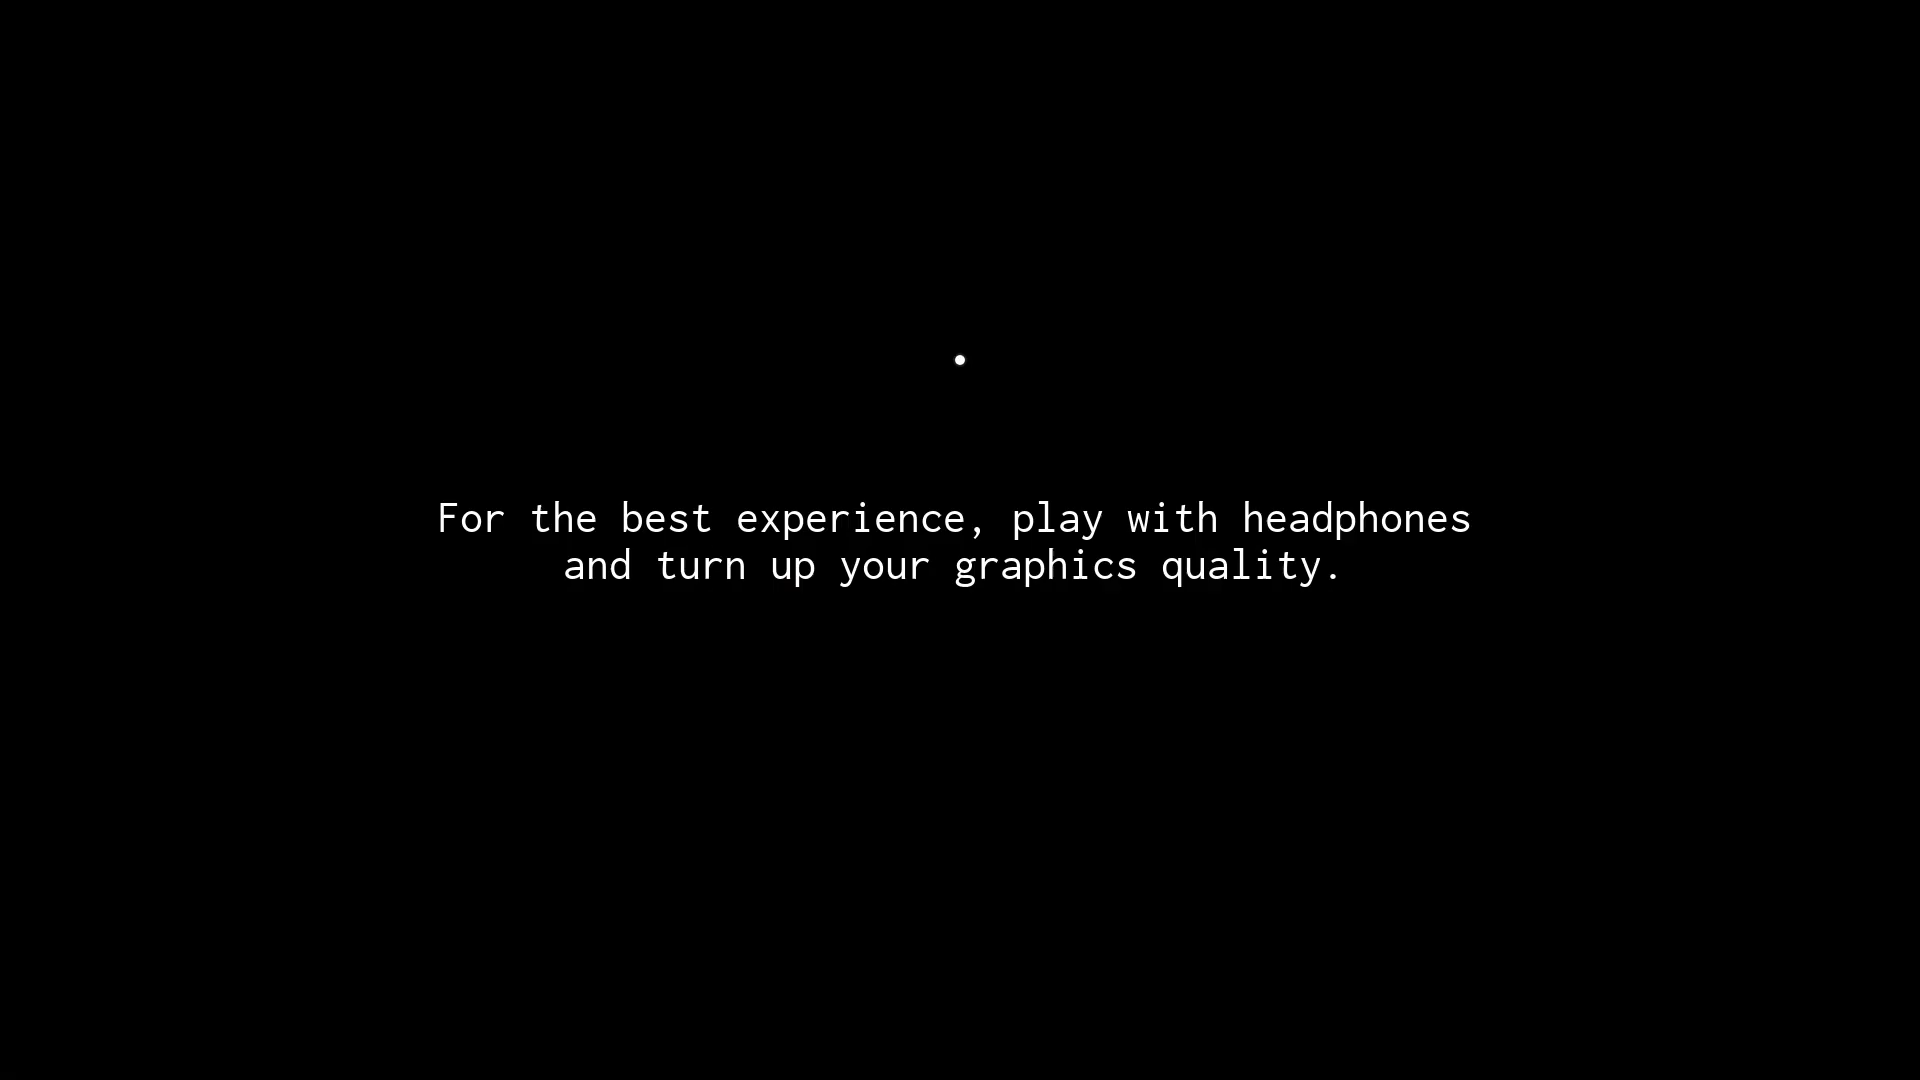 For the best experience, play with headphones
and turn up your graphics quality.